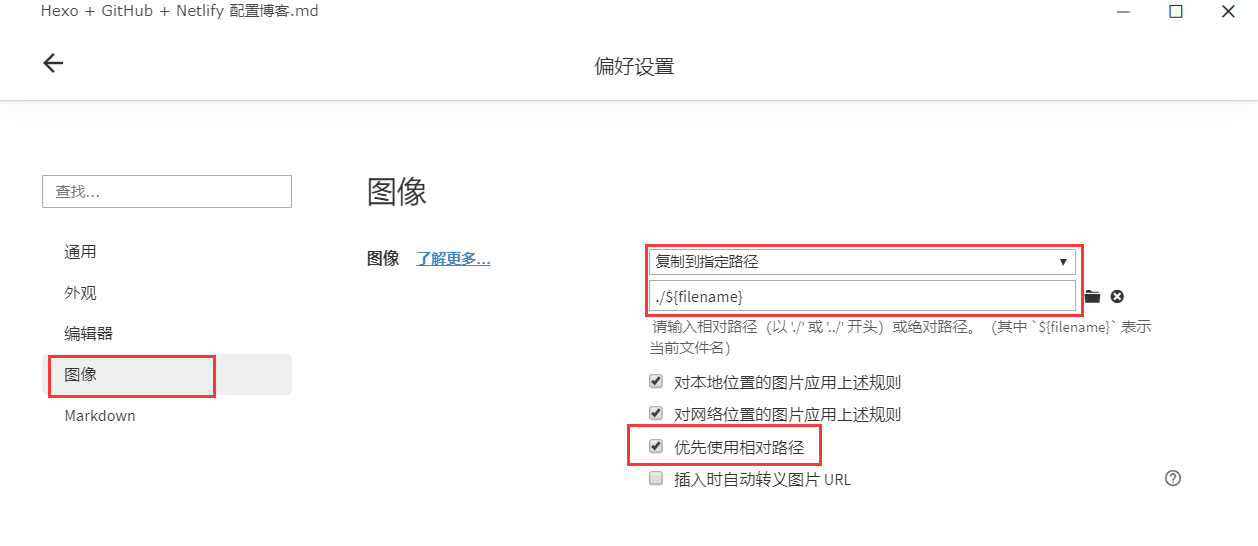 Hexo + GitHub + Netlify 配置博客.md
偏好设置
查找...
通用
外观
编辑器
图像
Markdown
图像
图像 了解更多...
复制到指定路径
./${filename}
请输入相对路径（以 './' 或 '../' 开头）或绝对路径。（其中 `${filename}` 表示
当前文件名）
对本地位置的图片应用上述规则
对网络位置的图片应用上述规则
优先使用相对路径
插入时自动转义图片 URL